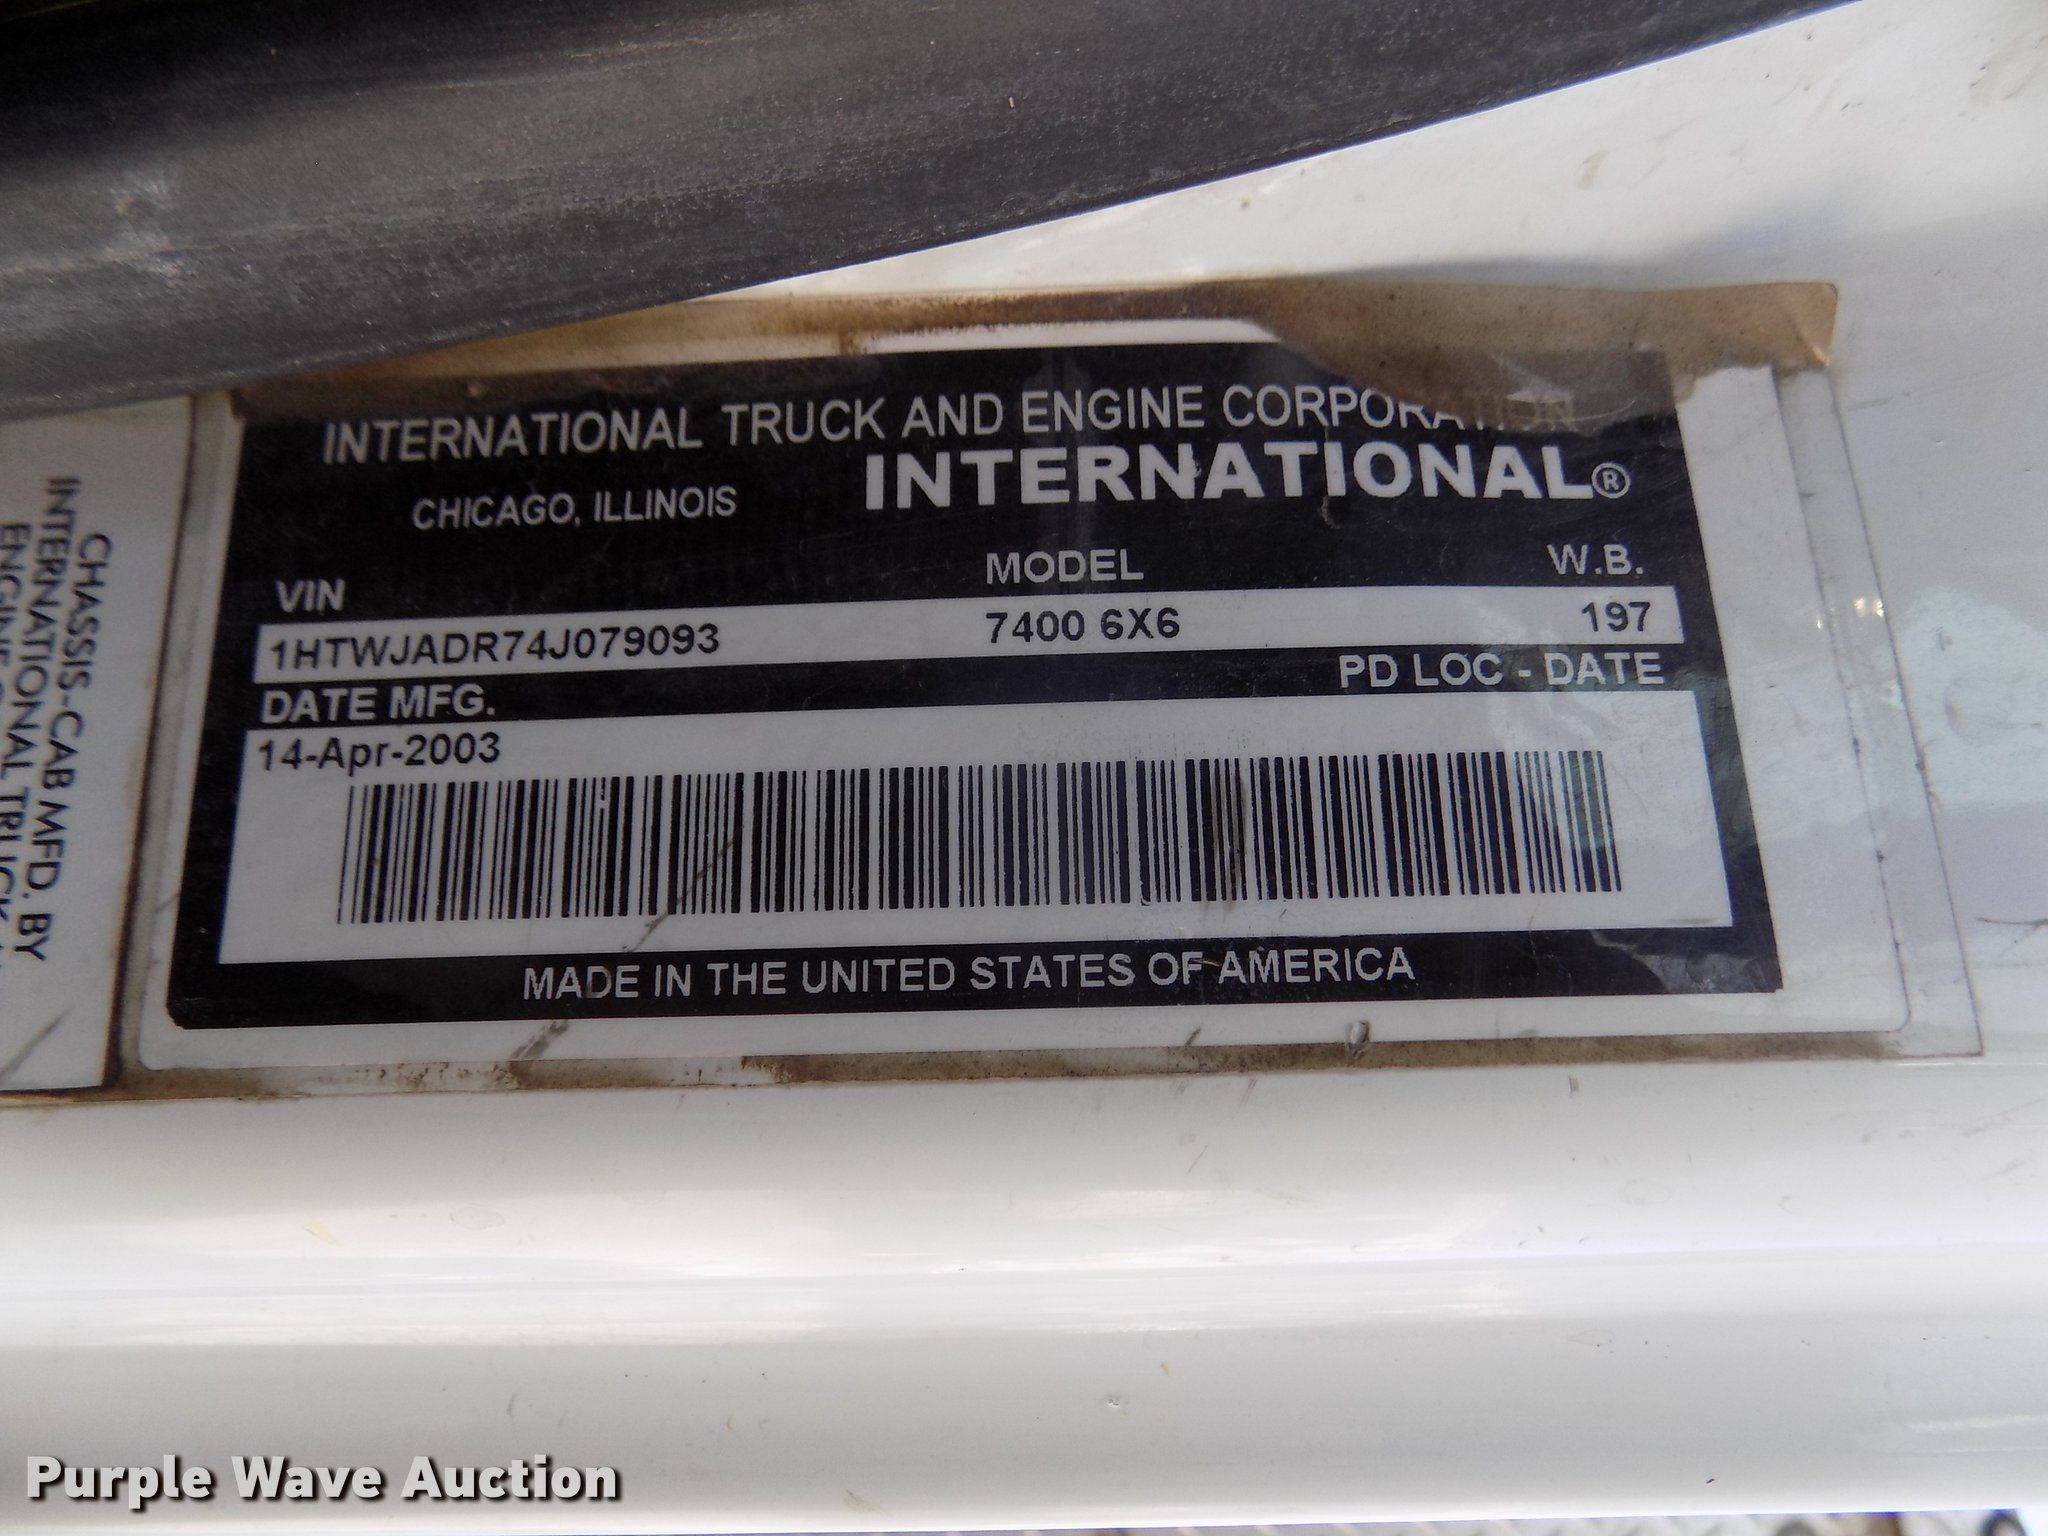 INTERNATIONAL TRUCK AND ENGINE CORPORATION
CHICAGO, ILLINOIS
INTERNATIONAL®
VIN MODEL W.B.
1HTWJADR74J079093 7400 6X6 197
DATE MFG. PD LOC - DATE
14-Apr-2003
MADE IN THE UNITED STATES OF AMERICA
CHASSIS-CAB MFD. BY
INTERNATIONAL TRUCK
Purple Wave Auction